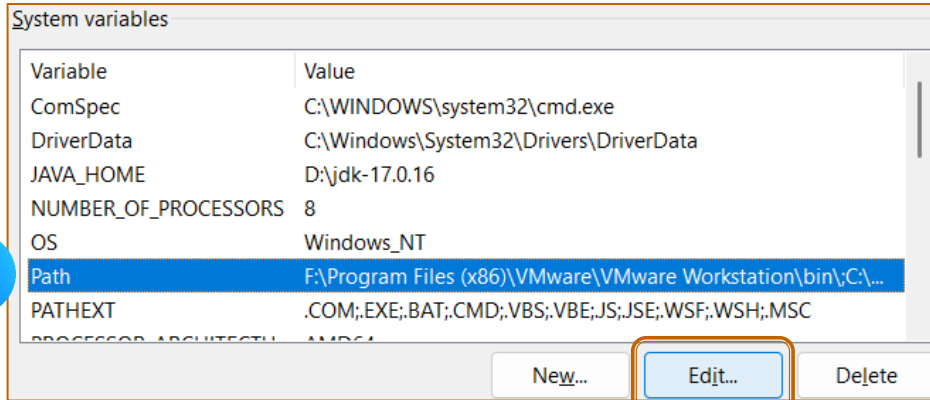 System variables
Variable Value
ComSpec C:\WINDOWS\system32\cmd.exe
DriverData C:\Windows\System32\Drivers\DriverData
JAVA_HOME D:\jdk-17.0.16
NUMBER_OF_PROCESSORS 8
OS Windows_NT
Path F:\Program Files (x86)\VMware\VMware Workstation\bin\;C:\...
PATHEXT .COM;.EXE;.BAT;.CMD;.VBS;.VBE;.JS;.JSE;.WSF;.WSH;.MSC
New... Edit... Delete